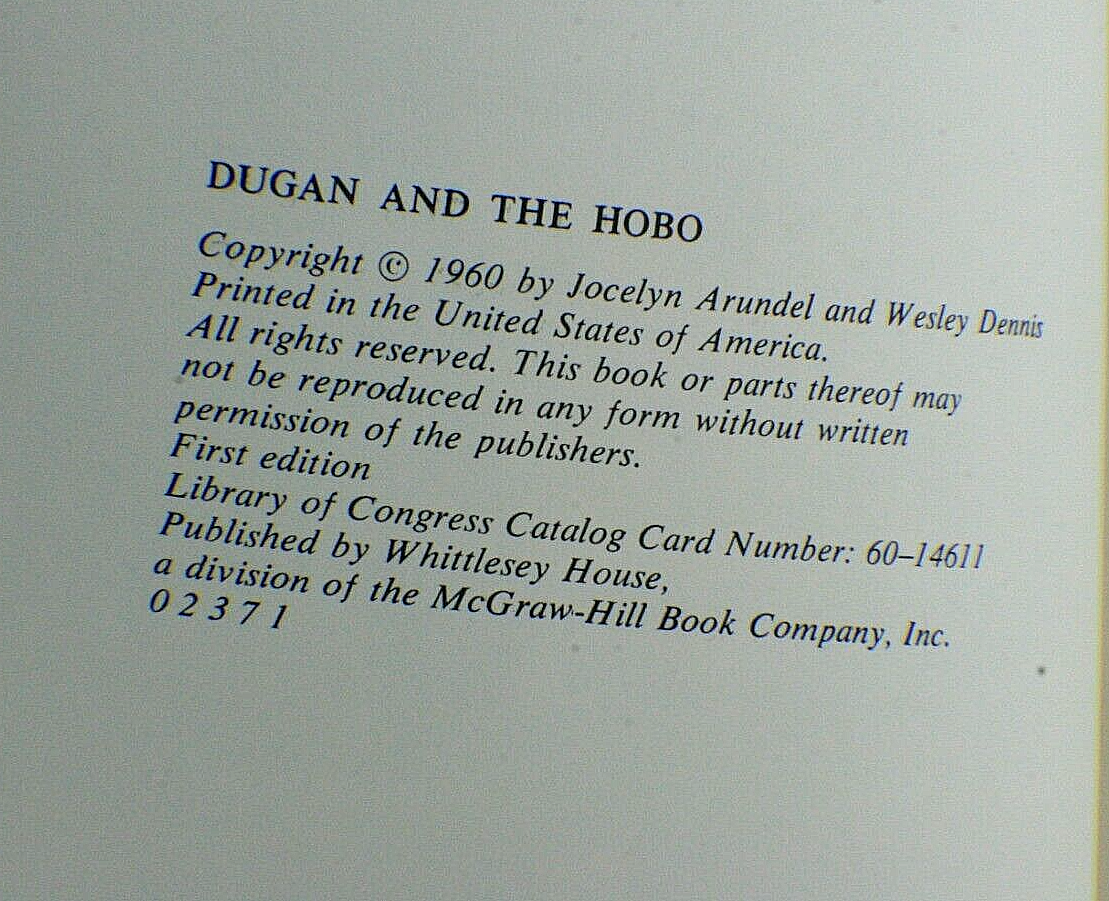 DUGAN AND THE HOBO
Copyright © 1960 by Jocelyn Arundel and Wesley Dennis
Printed in the United States of America.
All rights reserved. This book or parts thereof may
not be reproduced in any form without written
permission of the publishers.
First edition
Library of Congress Catalog Card Number: 60–14611
Published by Whittlesey House,
a division of the McGraw-Hill Book Company, Inc.
0 2 3 7 1